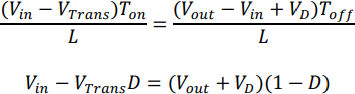 (V_in − V_Trans)T_on / L = (V_out − V_in + V_D)T_off / L
V_in − V_Trans D = (V_out + V_D)(1 − D)